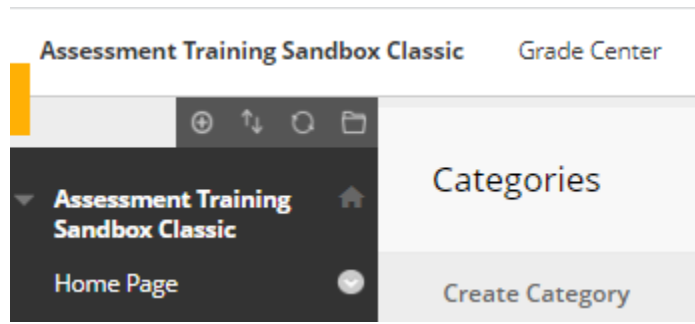 Assessment Training Sandbox Classic Grade Center
Assessment Training
Sandbox Classic
Home Page
Categories
Create Category